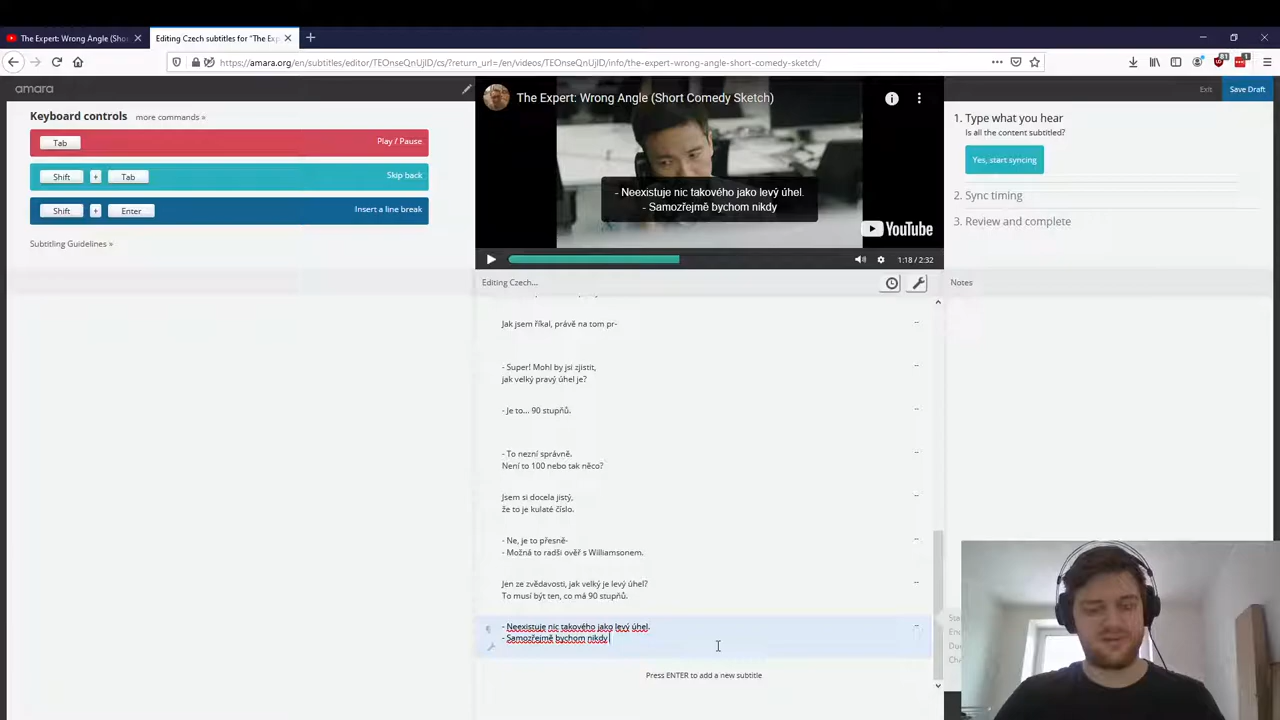 The Expert: Wrong Angle (Sho
Editing Czech subtitles for "The Exp
https://amara.org/en/subtitles/editor/TEOnseQnUjID/cs/?return_url=/en/videos/TEOnseQnUjID/info/the-expert-wrong-angle-short-comedy-sketch/
amara
Exit
Save Draft
Keyboard controls more commands »
Tab Play / Pause
Shift + Tab Skip back
Shift + Enter Insert a line break
Subtitling Guidelines »
The Expert: Wrong Angle (Short Comedy Sketch)
- Neexistuje nic takového jako levý úhel.
- Samozřejmě bychom nikdy
YouTube
1:18 / 2:32
1. Type what you hear
Is all the content subtitled?
Yes, start syncing
2. Sync timing
3. Review and complete
Editing Czech...
Notes
Jak jsem říkal, právě na tom pr-
- Super! Mohl by jsi zjistit,
jak velký pravý úhel je?
- Je to... 90 stupňů.
- To nezní správně.
Není to 100 nebo tak něco?
Jsem si docela jistý,
že to je kulaté číslo.
- Ne, je to přesně-
- Možná to radši ověř s Williamsonem.
Jen ze zvědavosti, jak velký je levý úhel?
To musí být ten, co má 90 stupňů.
- Neexistuje nic takového jako levý úhel.
- Samozřejmě bychom nikdy
Press ENTER to add a new subtitle